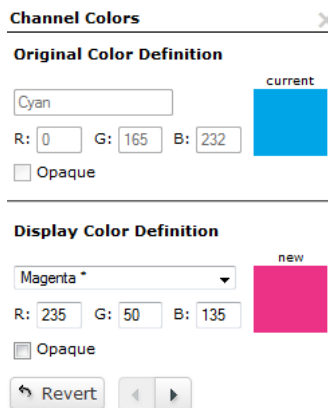 Channel Colors
Original Color Definition
current
Cyan
R: 0 G: 165 B: 232
Opaque
Display Color Definition
new
Magenta *
R: 235 G: 50 B: 135
Opaque
Revert